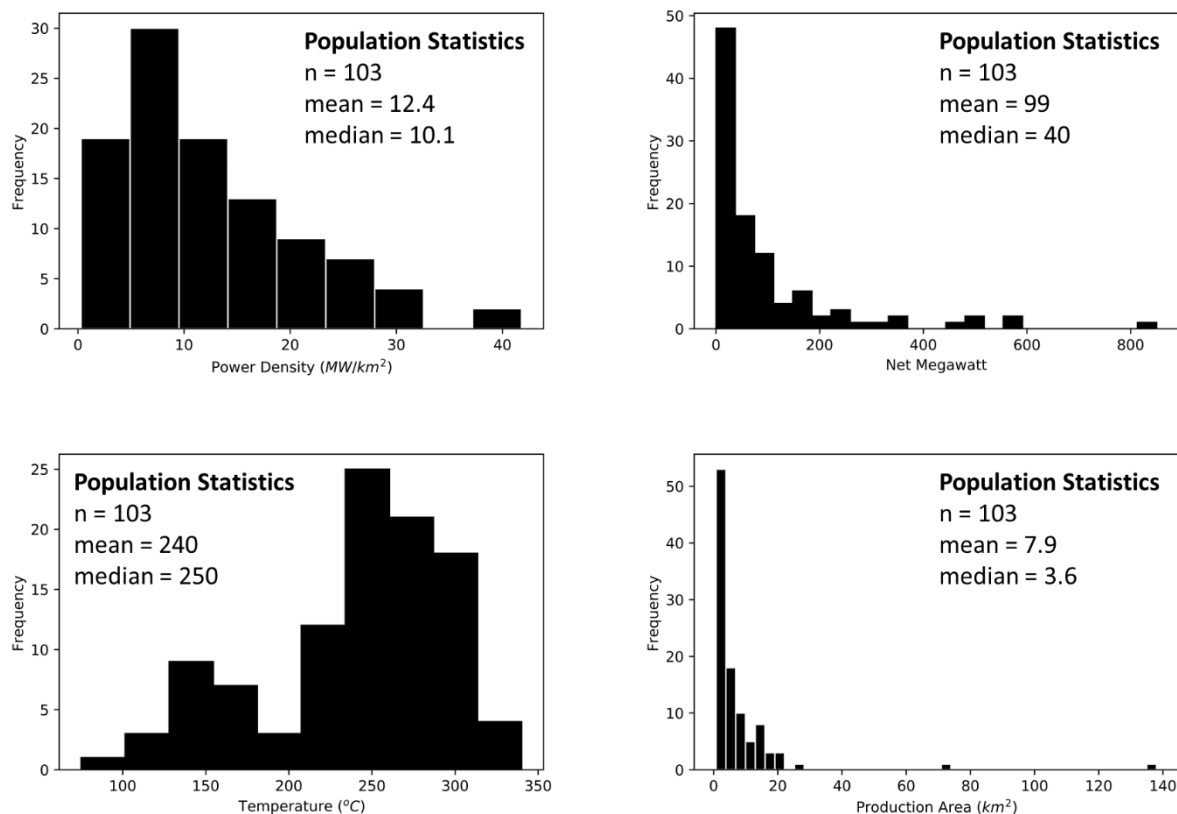 30
25
20
15
10
5
0
Frequency
0 10 20 30 40
Power Density (MW/km²)
Population Statistics
n = 103
mean = 12.4
median = 10.1
50
40
30
20
10
0
Frequency
0 200 400 600 800
Net Megawatt
Population Statistics
n = 103
mean = 99
median = 40
25
20
15
10
5
0
Frequency
100 150 200 250 300 350
Temperature (°C)
Population Statistics
n = 103
mean = 240
median = 250
50
40
30
20
10
0
Frequency
0 20 40 60 80 100 120 140
Production Area (km²)
Population Statistics
n = 103
mean = 7.9
median = 3.6